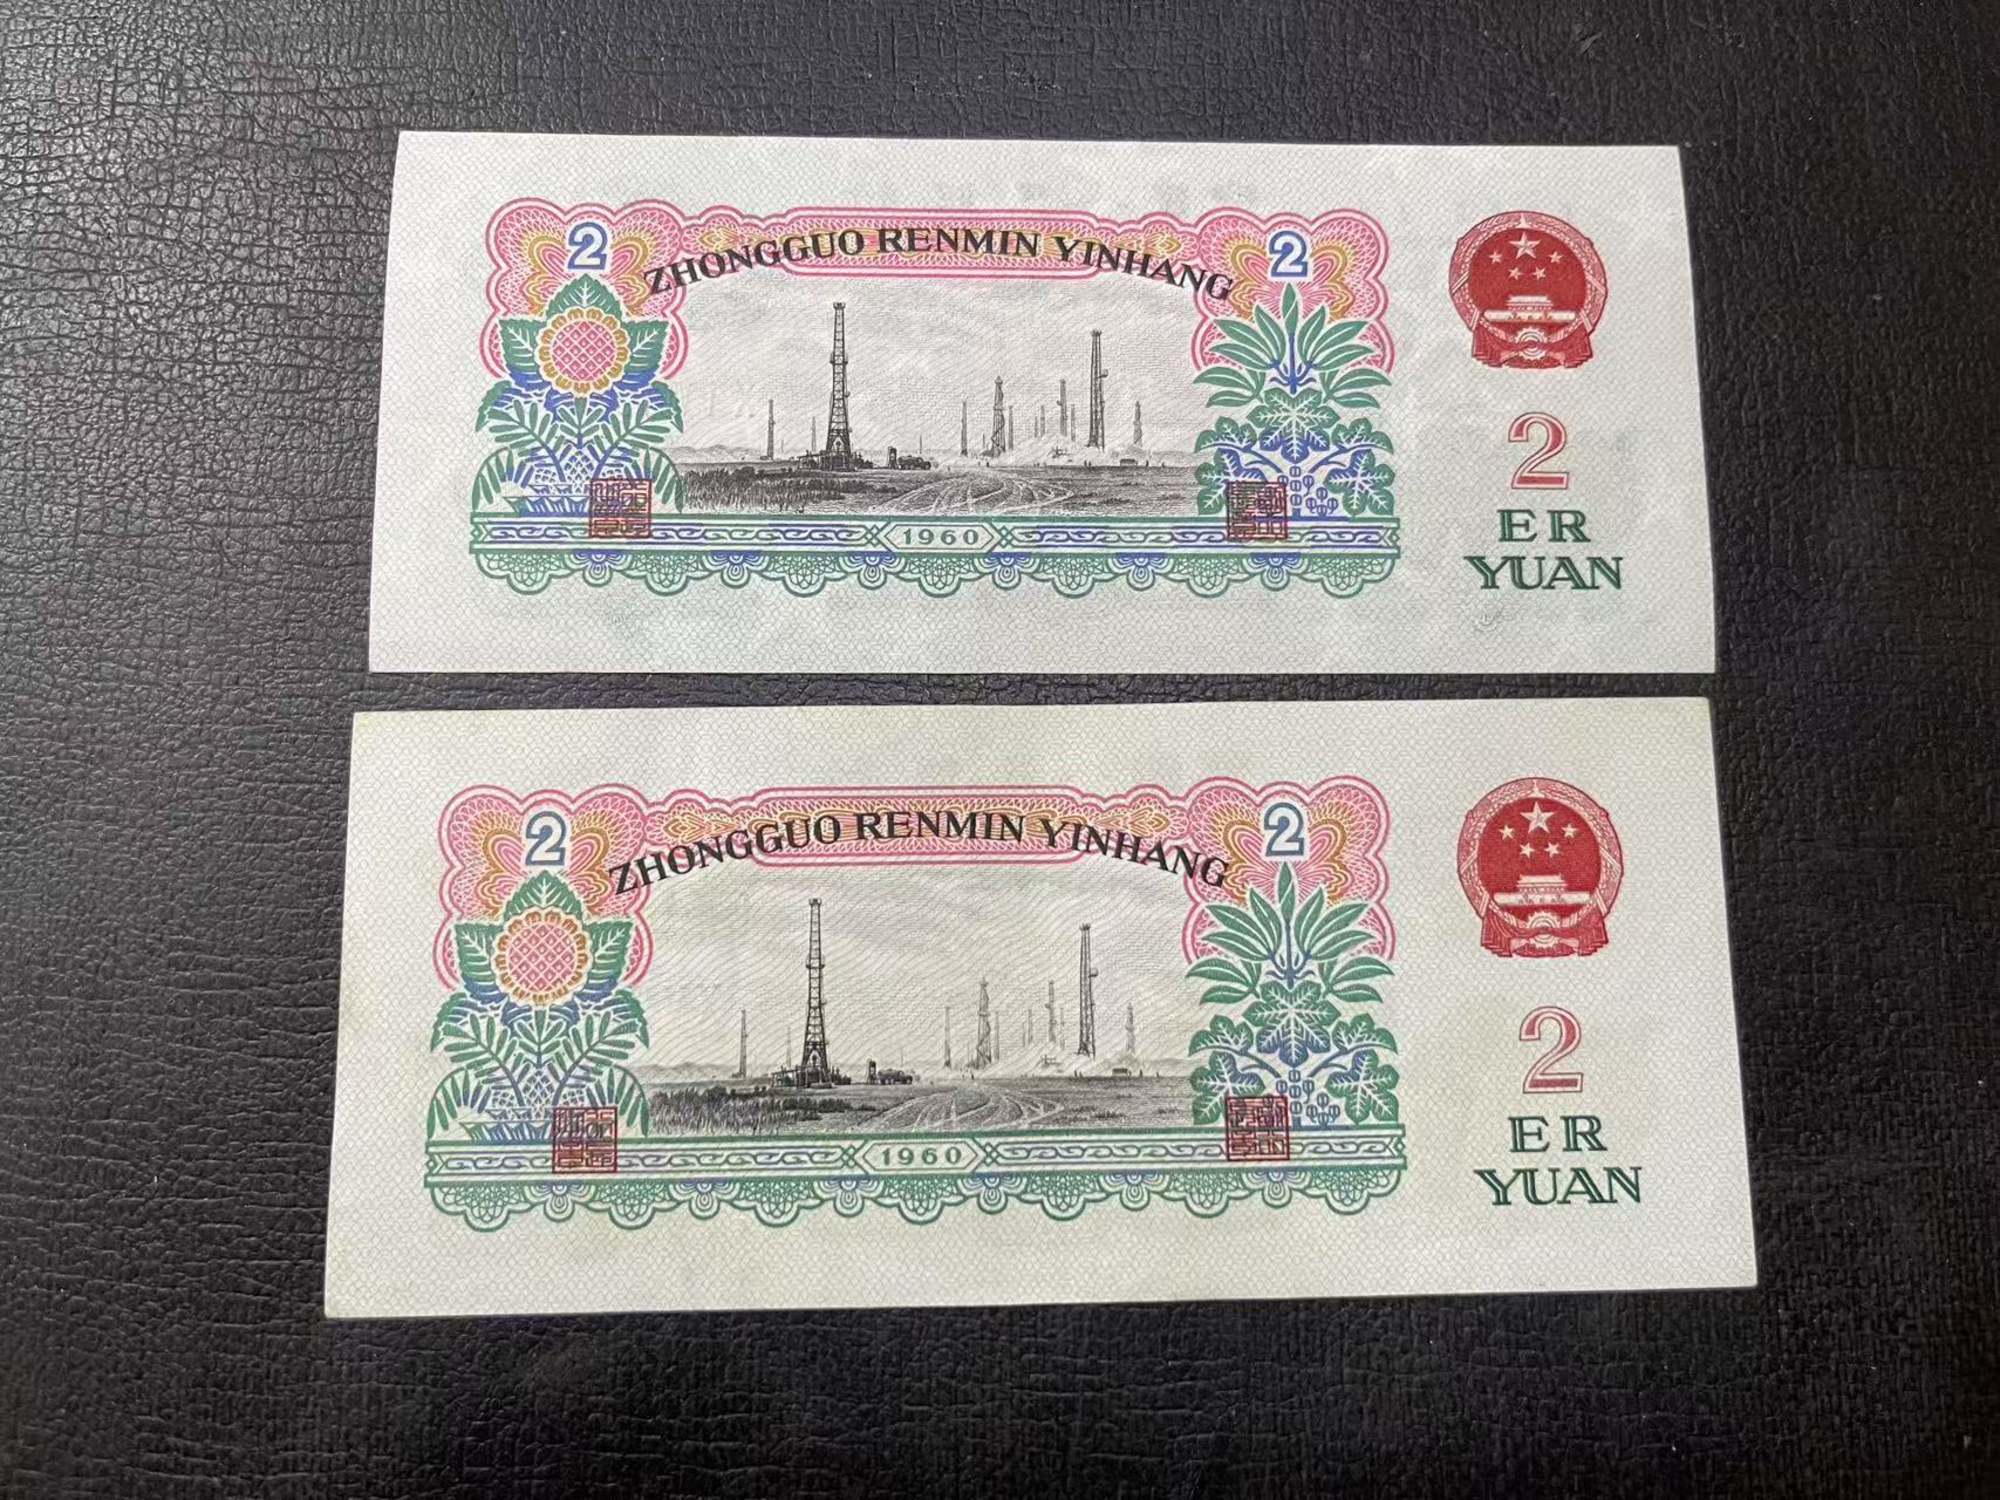 2
2
ZHONGGUO RENMIN YINHANG
1960
2
ER
YUAN
2
2
ZHONGGUO RENMIN YINHANG
1960
2
ER
YUAN